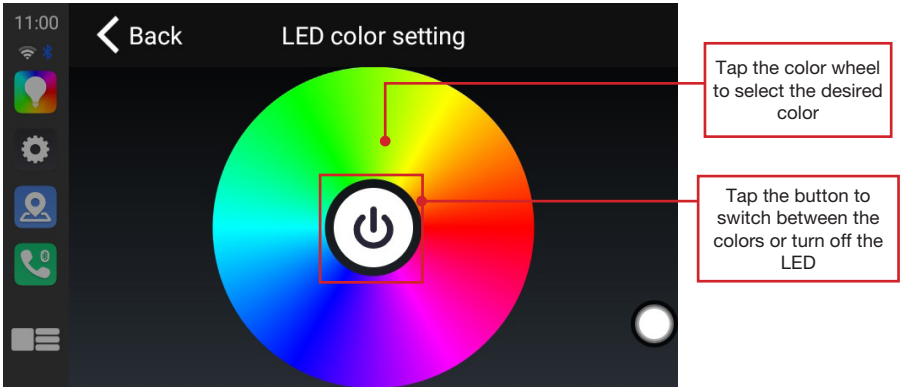 11:00
Back
LED color setting
Tap the color wheel
to select the desired
color
Tap the button to
switch between the
colors or turn off the
LED